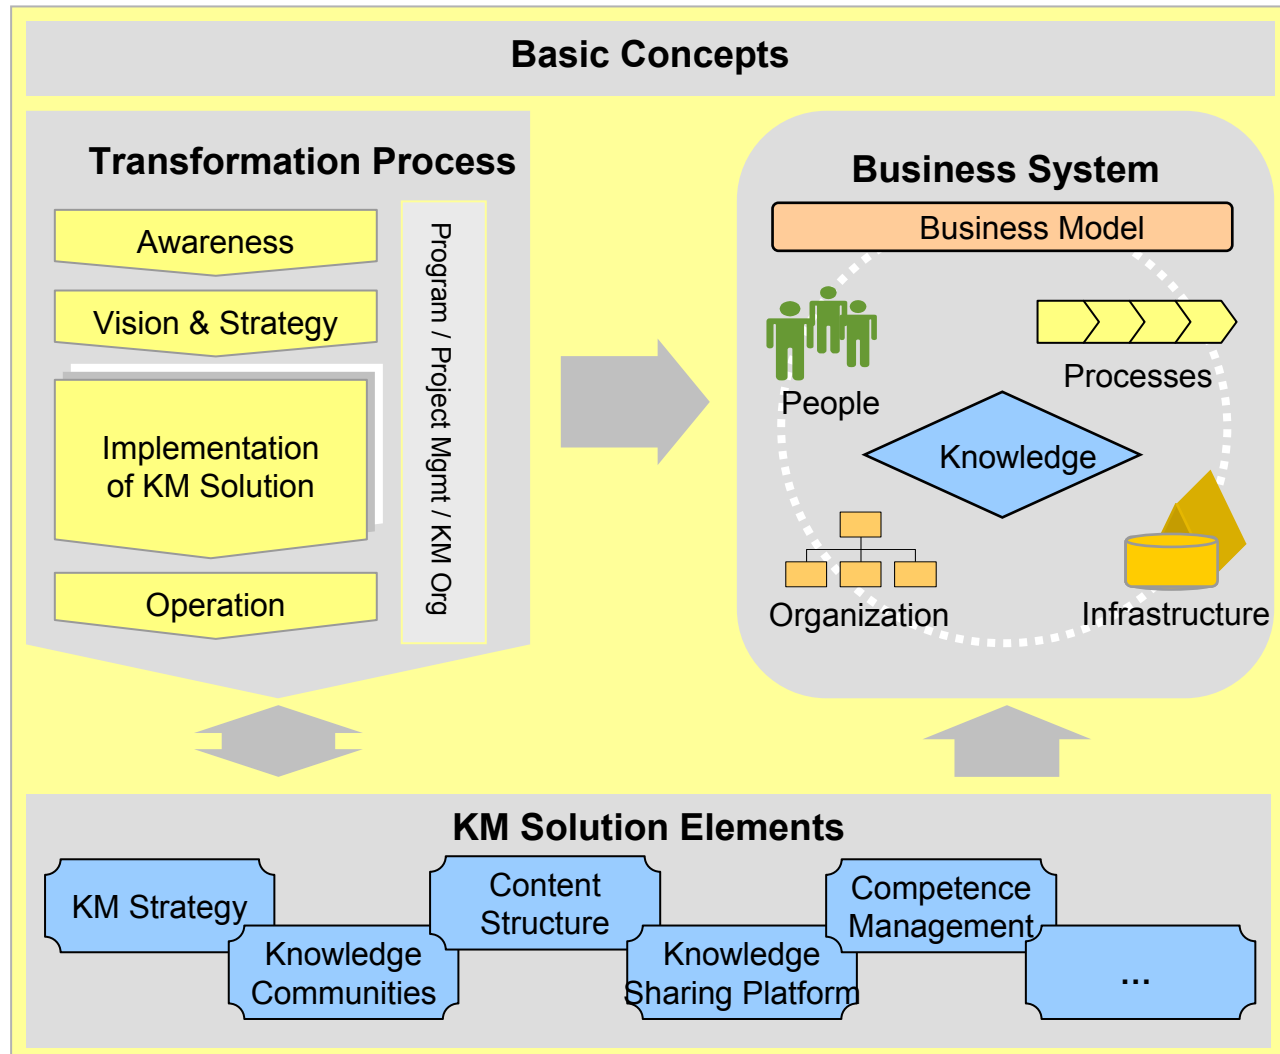 Basic Concepts
Transformation Process
Awareness
Vision & Strategy
Implementation
of KM Solution
Operation
Program / Project Mgmt / KM Org
Business System
Business Model
People
Processes
Knowledge
Organization
Infrastructure
KM Solution Elements
KM Strategy
Knowledge
Communities
Content
Structure
Knowledge
Sharing Platform
Competence
Management
...